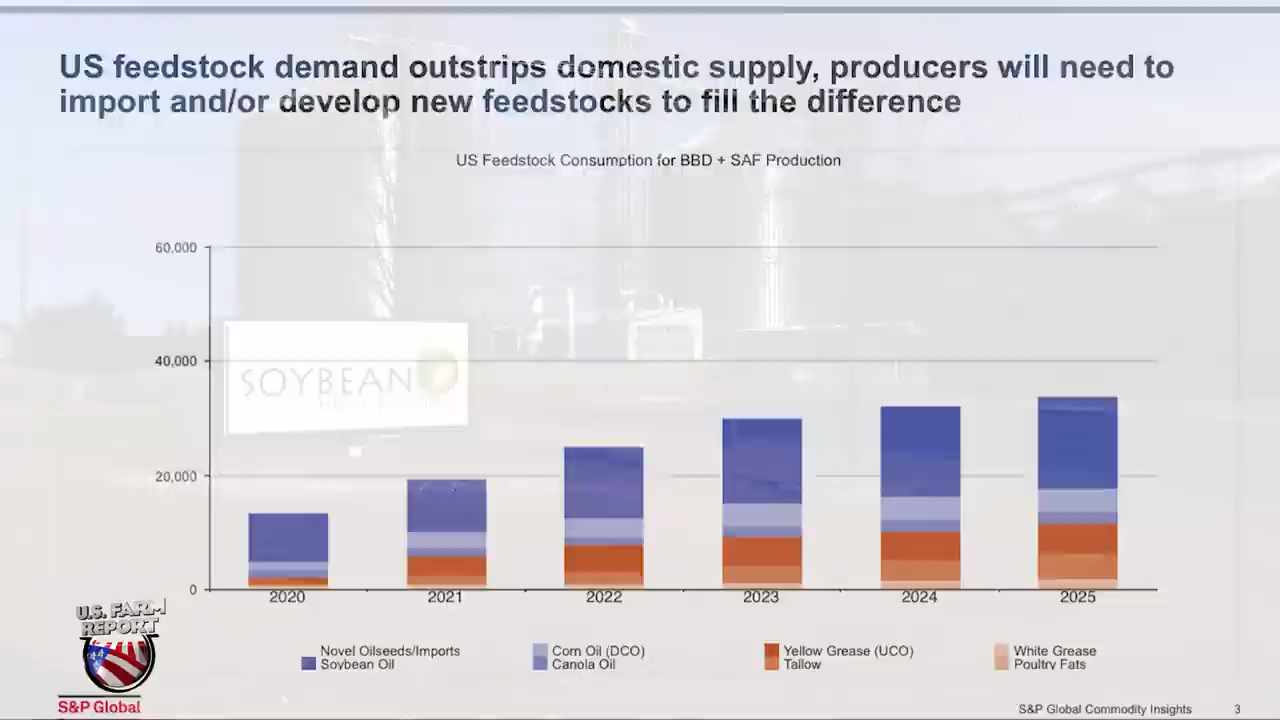 US feedstock demand outstrips domestic supply, producers will need to
import and/or develop new feedstocks to fill the difference
US Feedstock Consumption for BBD + SAF Production
60,000
40,000
20,000
0
SOYBEAN
2020
2021
2022
2023
2024
2025
Novel Oilseeds/Imports
Soybean Oil
Corn Oil (DCO)
Canola Oil
Yellow Grease (UCO)
Tallow
White Grease
Poultry Fats
U.S. FARM
REPORT
S&P Global
S&P Global Commodity Insights
3